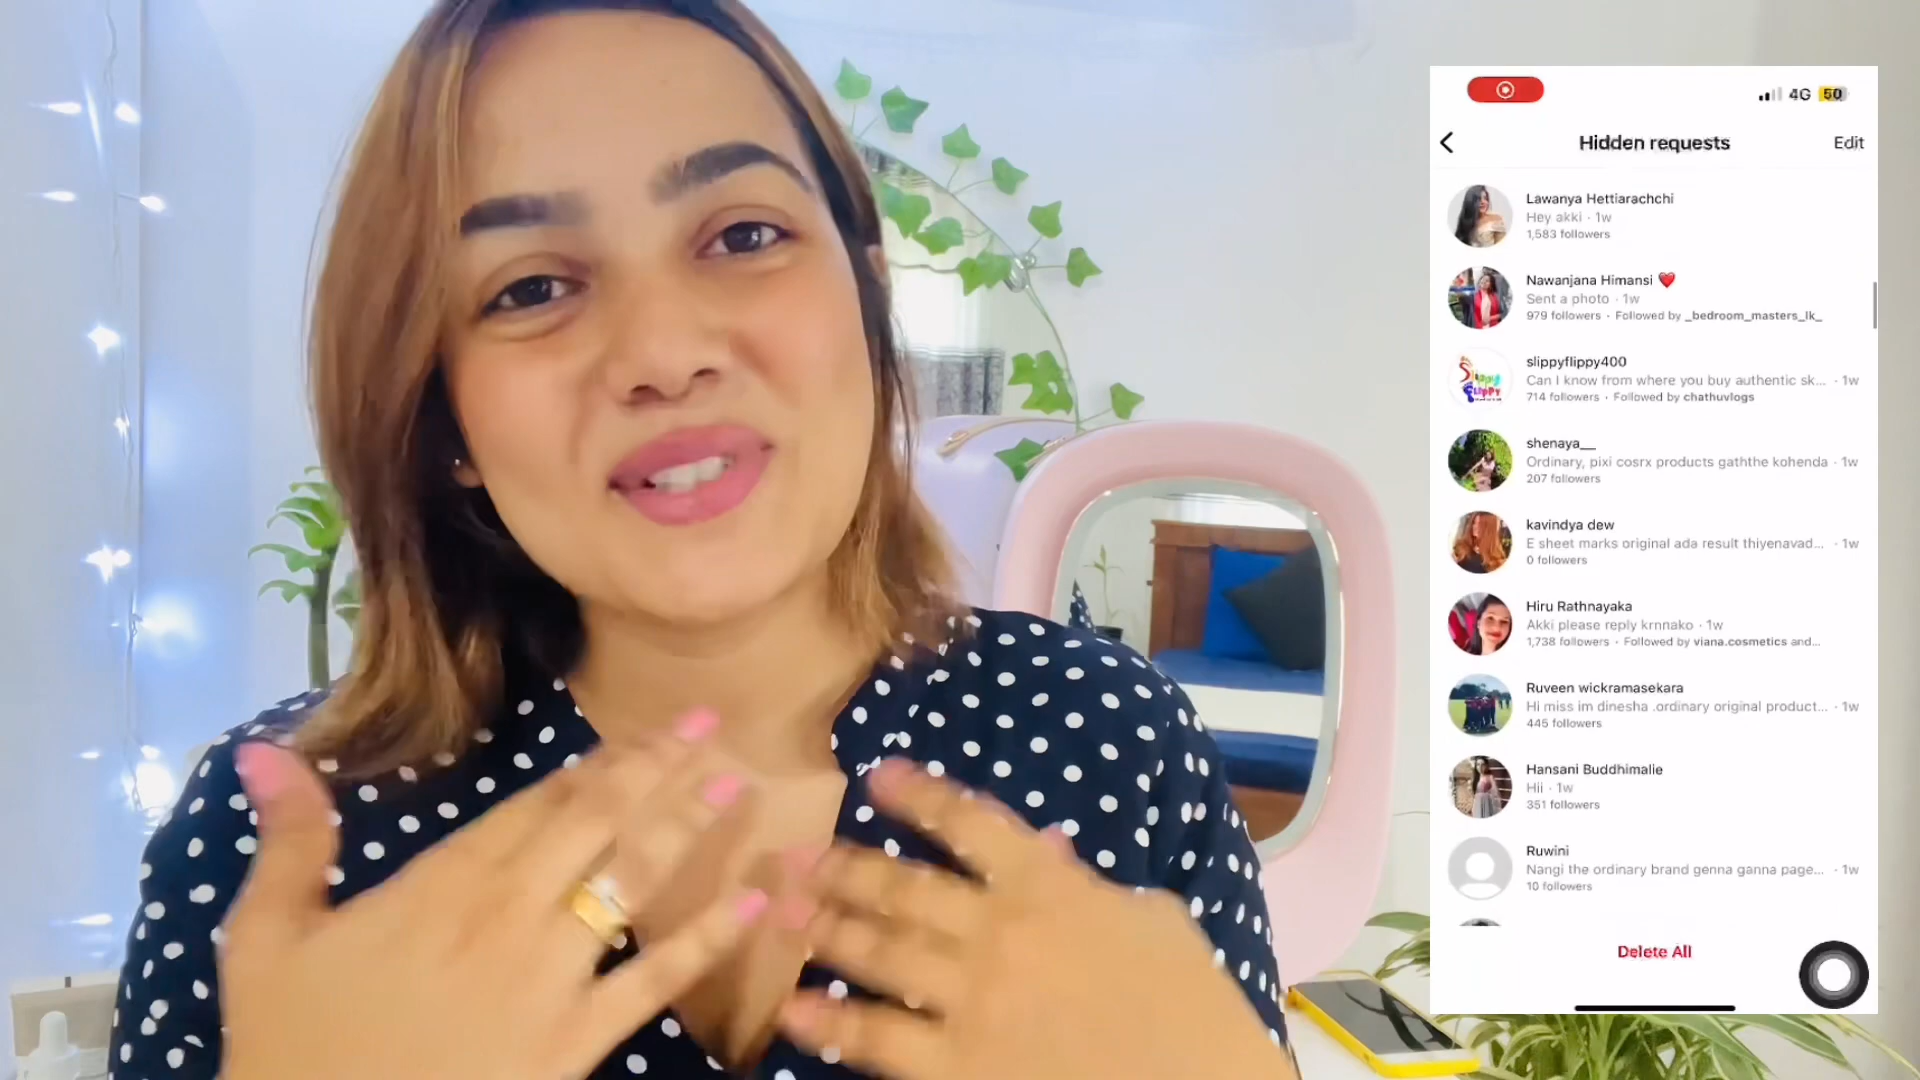 4G 50
Hidden requests Edit
Lawanya Hettiarachchi
Hey akki · 1w
1,583 followers
Nawanjana Himansi ❤️
Sent a photo · 1w
979 followers · Followed by _bedroom_masters_lk_
Slippy Flippy
slippyflippy400
Can I know from where you buy authentic sk... · 1w
714 followers · Followed by chathuvlogs
shenaya__
Ordinary, pixi cosrx products gaththe kohenda · 1w
207 followers
kavindya dew
E sheet marks original ada result thiyenavad... · 1w
0 followers
Hiru Rathnayaka
Akki please reply krnnako · 1w
1,738 followers · Followed by viana.cosmetics and...
Ruveen wickramasekara
Hi miss im dinesha .ordinary original product... · 1w
445 followers
Hansani Buddhimalie
Hii · 1w
351 followers
Ruwini
Nangi the ordinary brand genna ganna page... · 1w
10 followers
Delete All